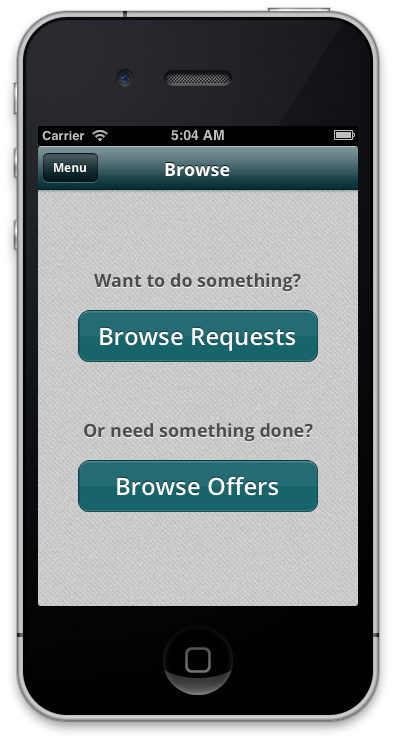 Carrier 5:04 AM
Menu Browse
Want to do something?
Browse Requests
Or need something done?
Browse Offers